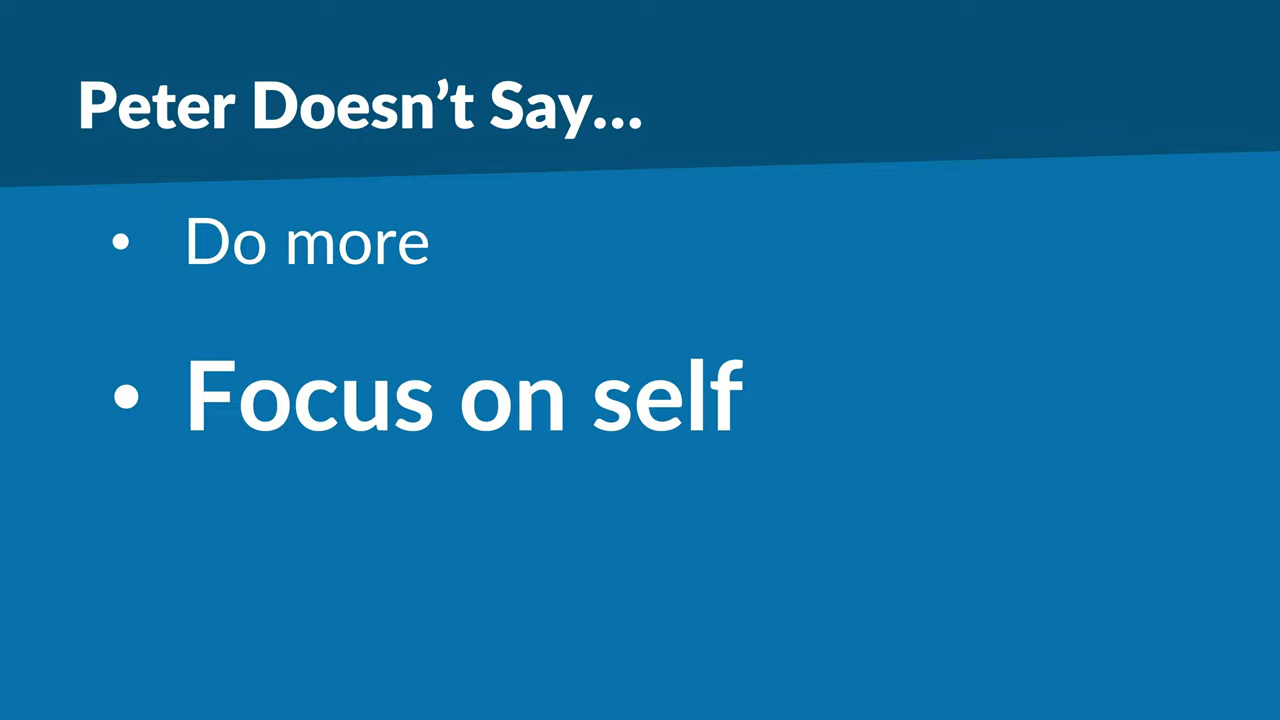 Peter Doesn’t Say...
• Do more
• Focus on self